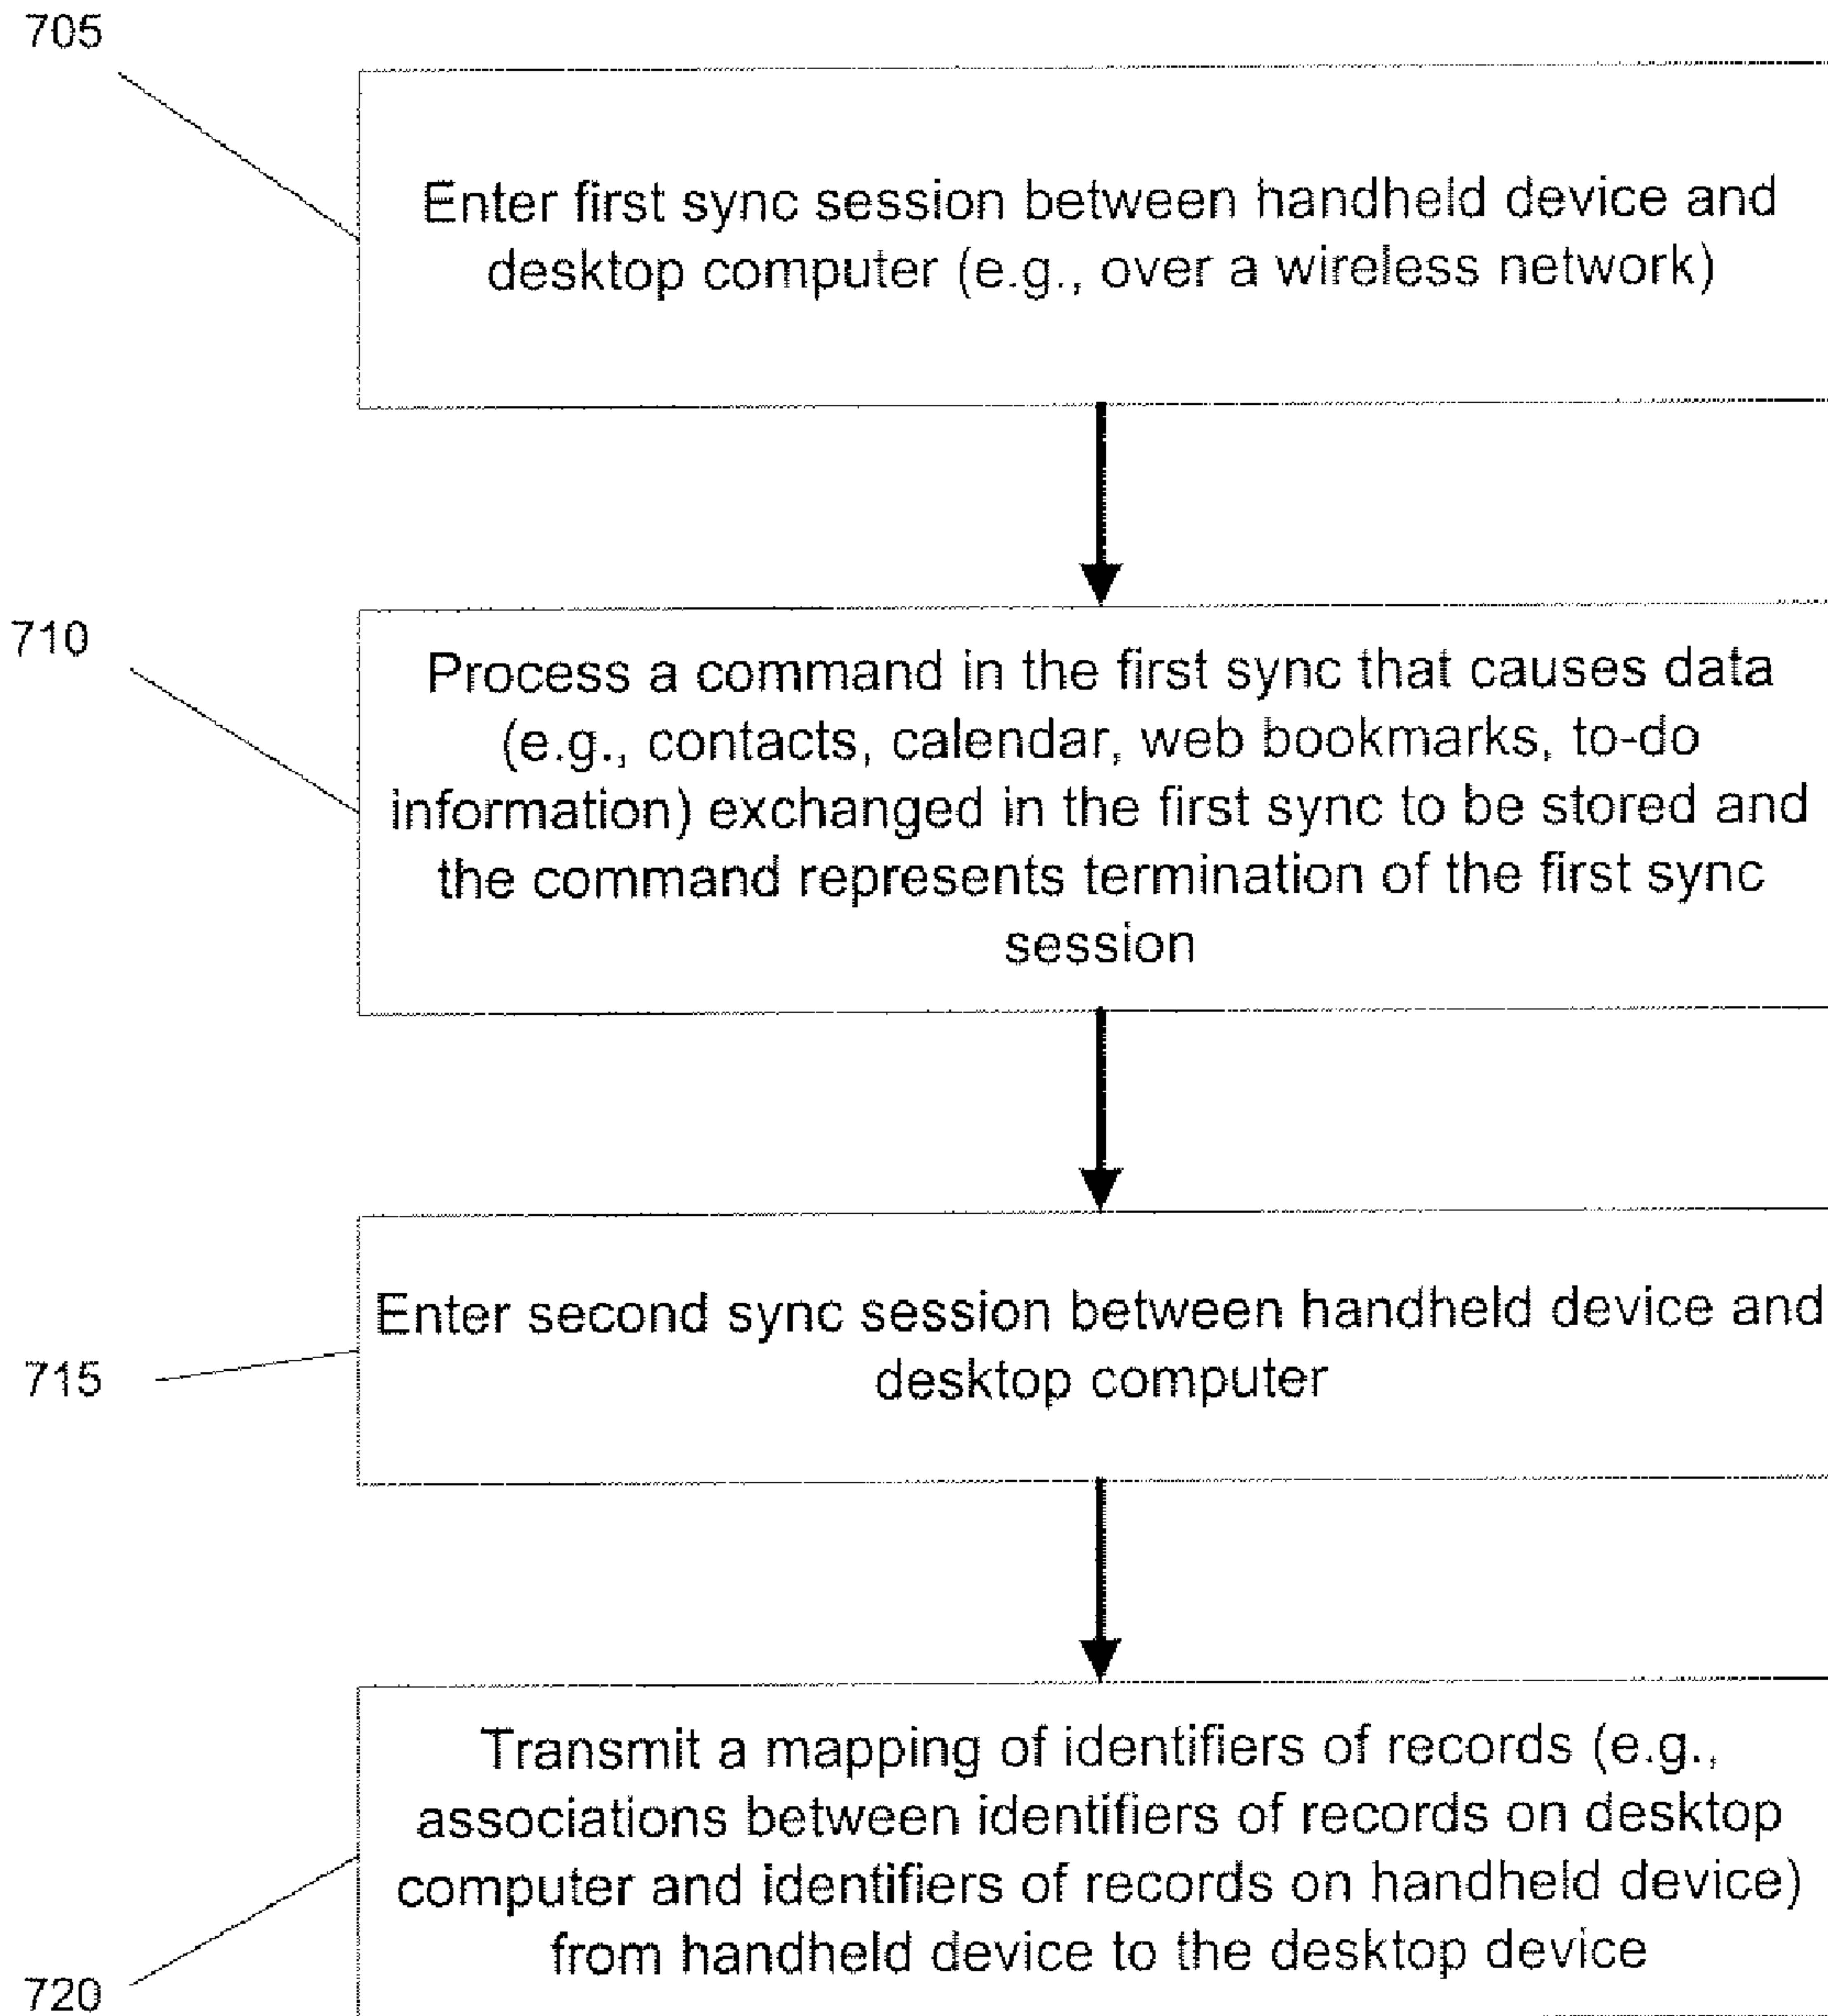 705
Enter first sync session between handheld device and
desktop computer (e.g., over a wireless network)
710
Process a command in the first sync that causes data
(e.g., contacts, calendar, web bookmarks, to-do
information) exchanged in the first sync to be stored and
the command represents termination of the first sync
session
Enter second sync session between handheld device and
715
desktop computer
Transmit a mapping of identifiers of records (e.g.,
associations between identifiers of records on desktop
computer and identifiers of records on handheld device)
from handheld device to the desktop device
720